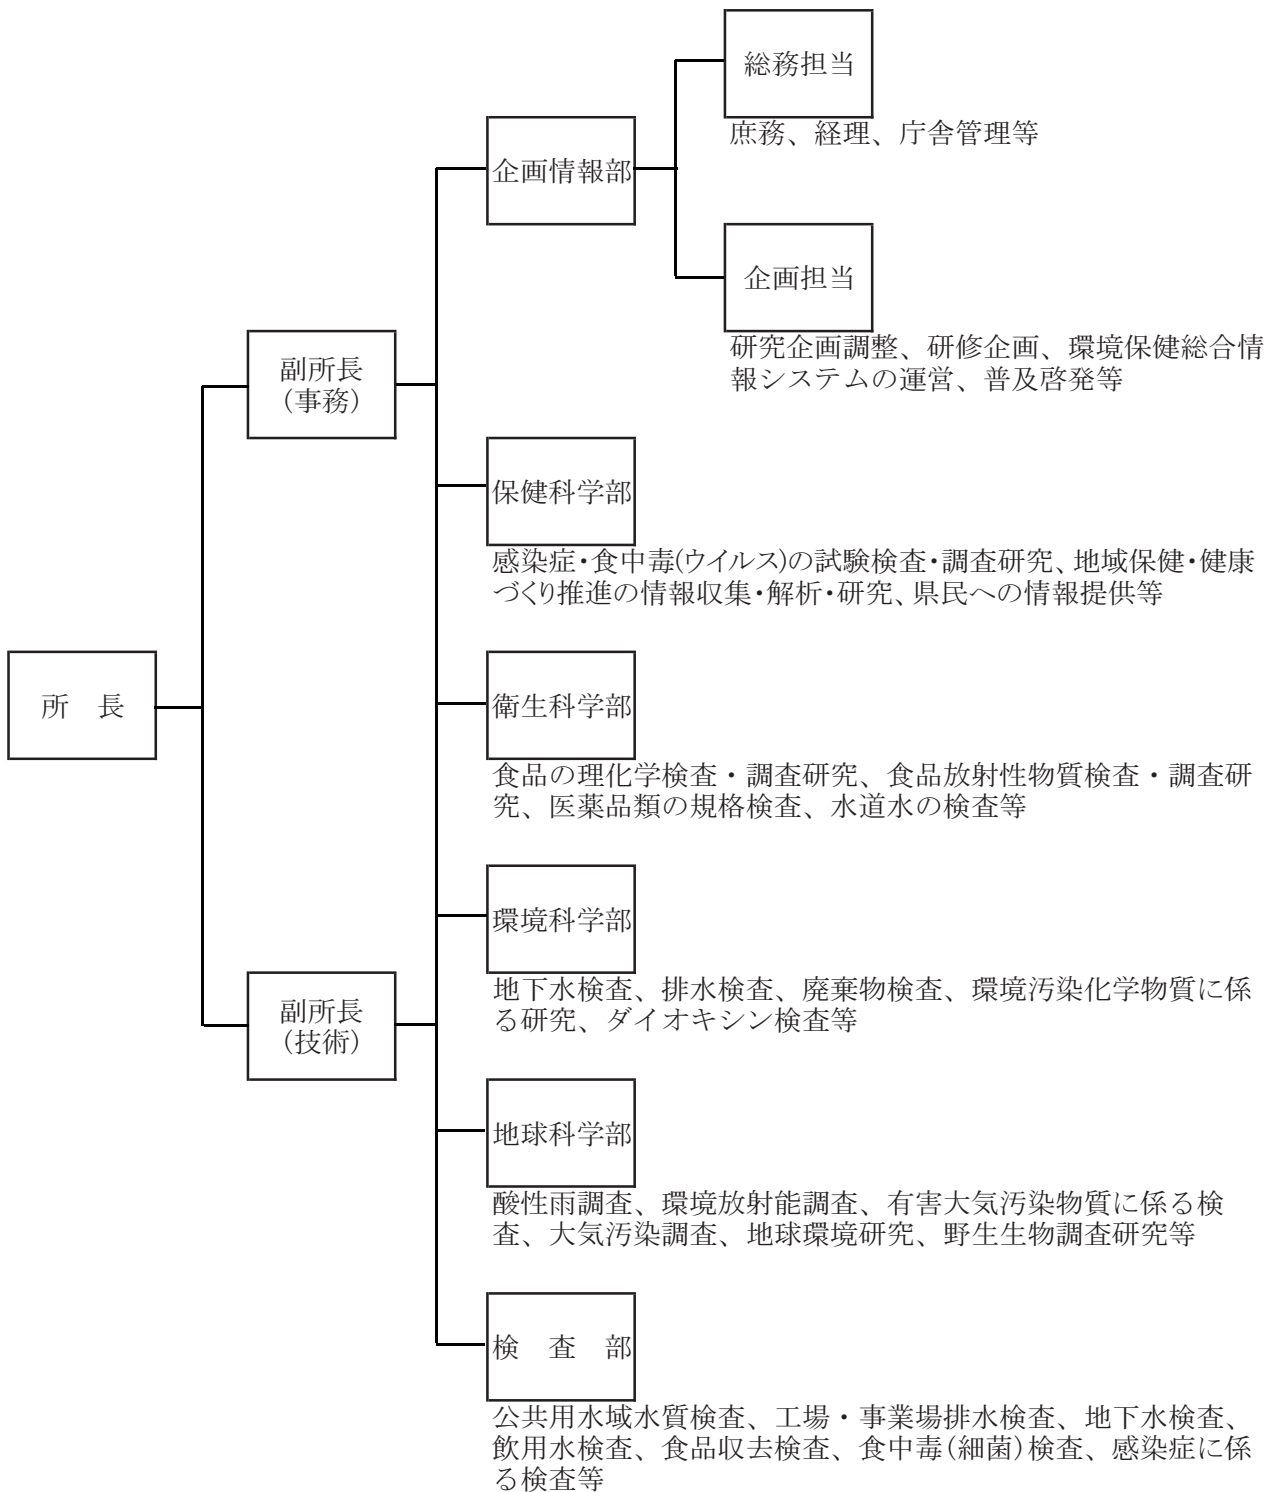 総務担当
庶務、経理、庁舎管理等
企画情報部
企画担当
研究企画調整、研修企画、環境保健総合情
報システムの運営、普及啓発等
副所長
（事務）
保健科学部
感染症・食中毒(ウイルス)の試験検査・調査研究、地域保健・健康
づくり推進の情報収集・解析・研究、県民への情報提供等
所　長
衛生科学部
食品の理化学検査・調査研究、食品放射性物質検査・調査研
究、医薬品類の規格検査、水道水の検査等
環境科学部
地下水検査、排水検査、廃棄物検査、環境汚染化学物質に係
る研究、ダイオキシン検査等
副所長
（技術）
地球科学部
酸性雨調査、環境放射能調査、有害大気汚染物質に係る検
査、大気汚染調査、地球環境研究、野生生物調査研究等
検　査　部
公共用水域水質検査、工場・事業場排水検査、地下水検査、
飲用水検査、食品収去検査、食中毒（細菌）検査、感染症に係
る検査等